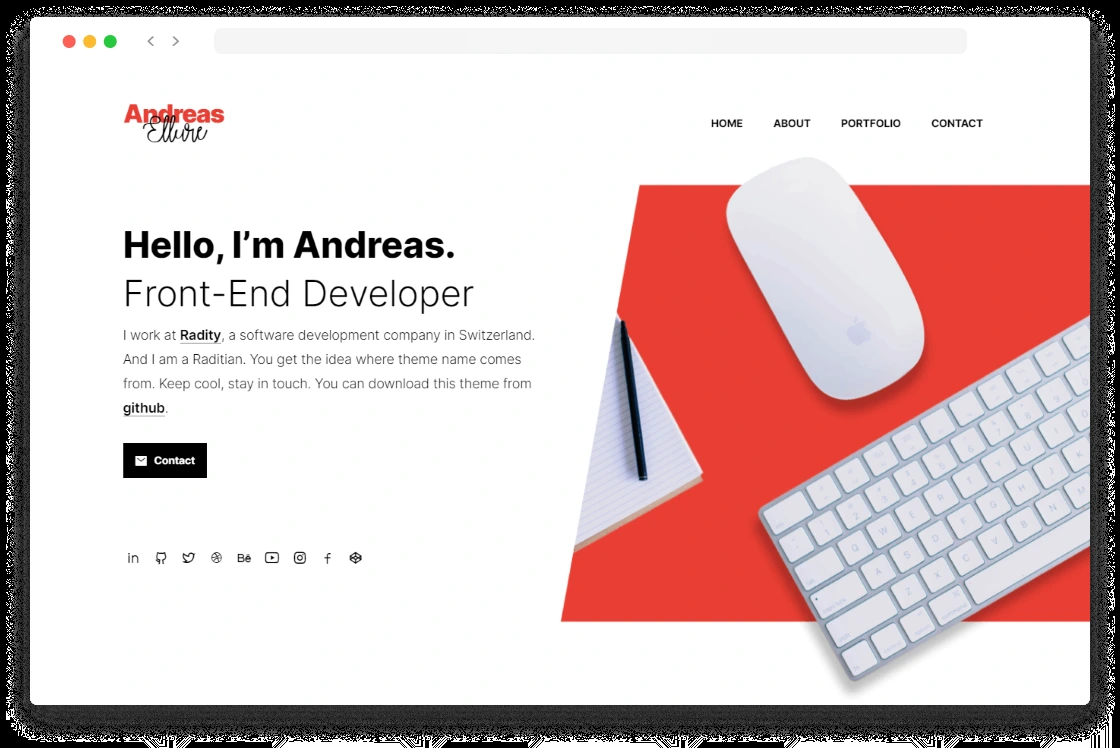 Andreas
Ellure
HOME ABOUT PORTFOLIO CONTACT
Hello, I’m Andreas.
Front-End Developer
I work at Radity, a software development company in Switzerland.
And I am a Raditian. You get the idea where theme name comes
from. Keep cool, stay in touch. You can download this theme from
github.
Contact
in Bē f